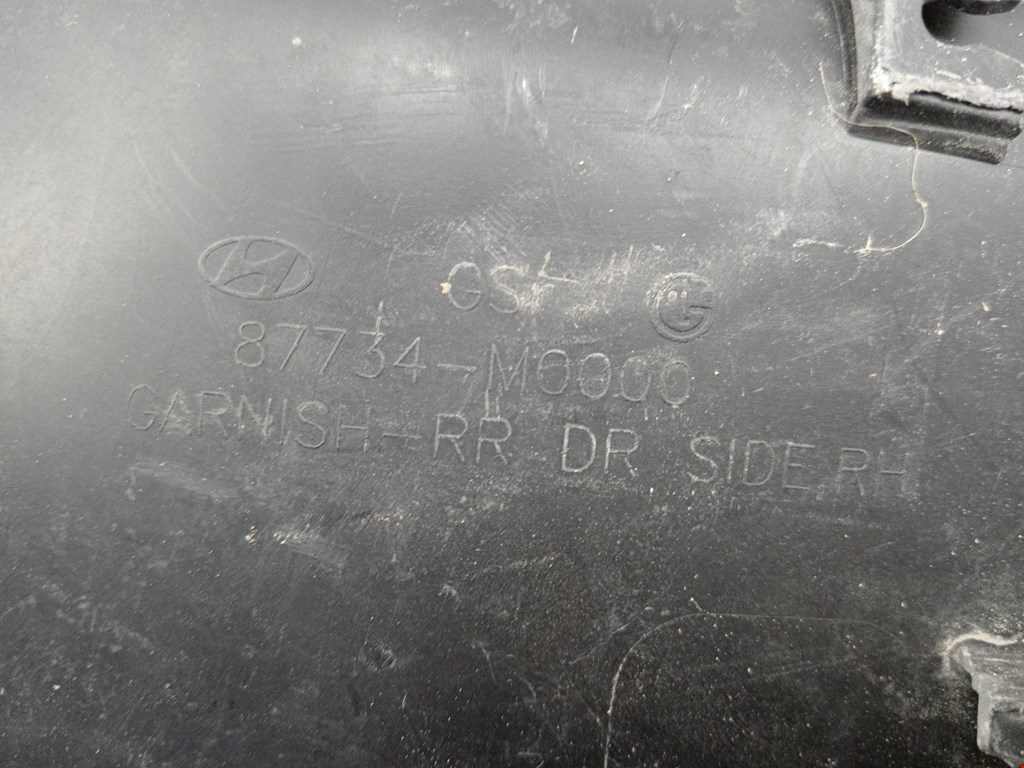 GS
87734-M0000
GARNISH-RR DR SIDE RH